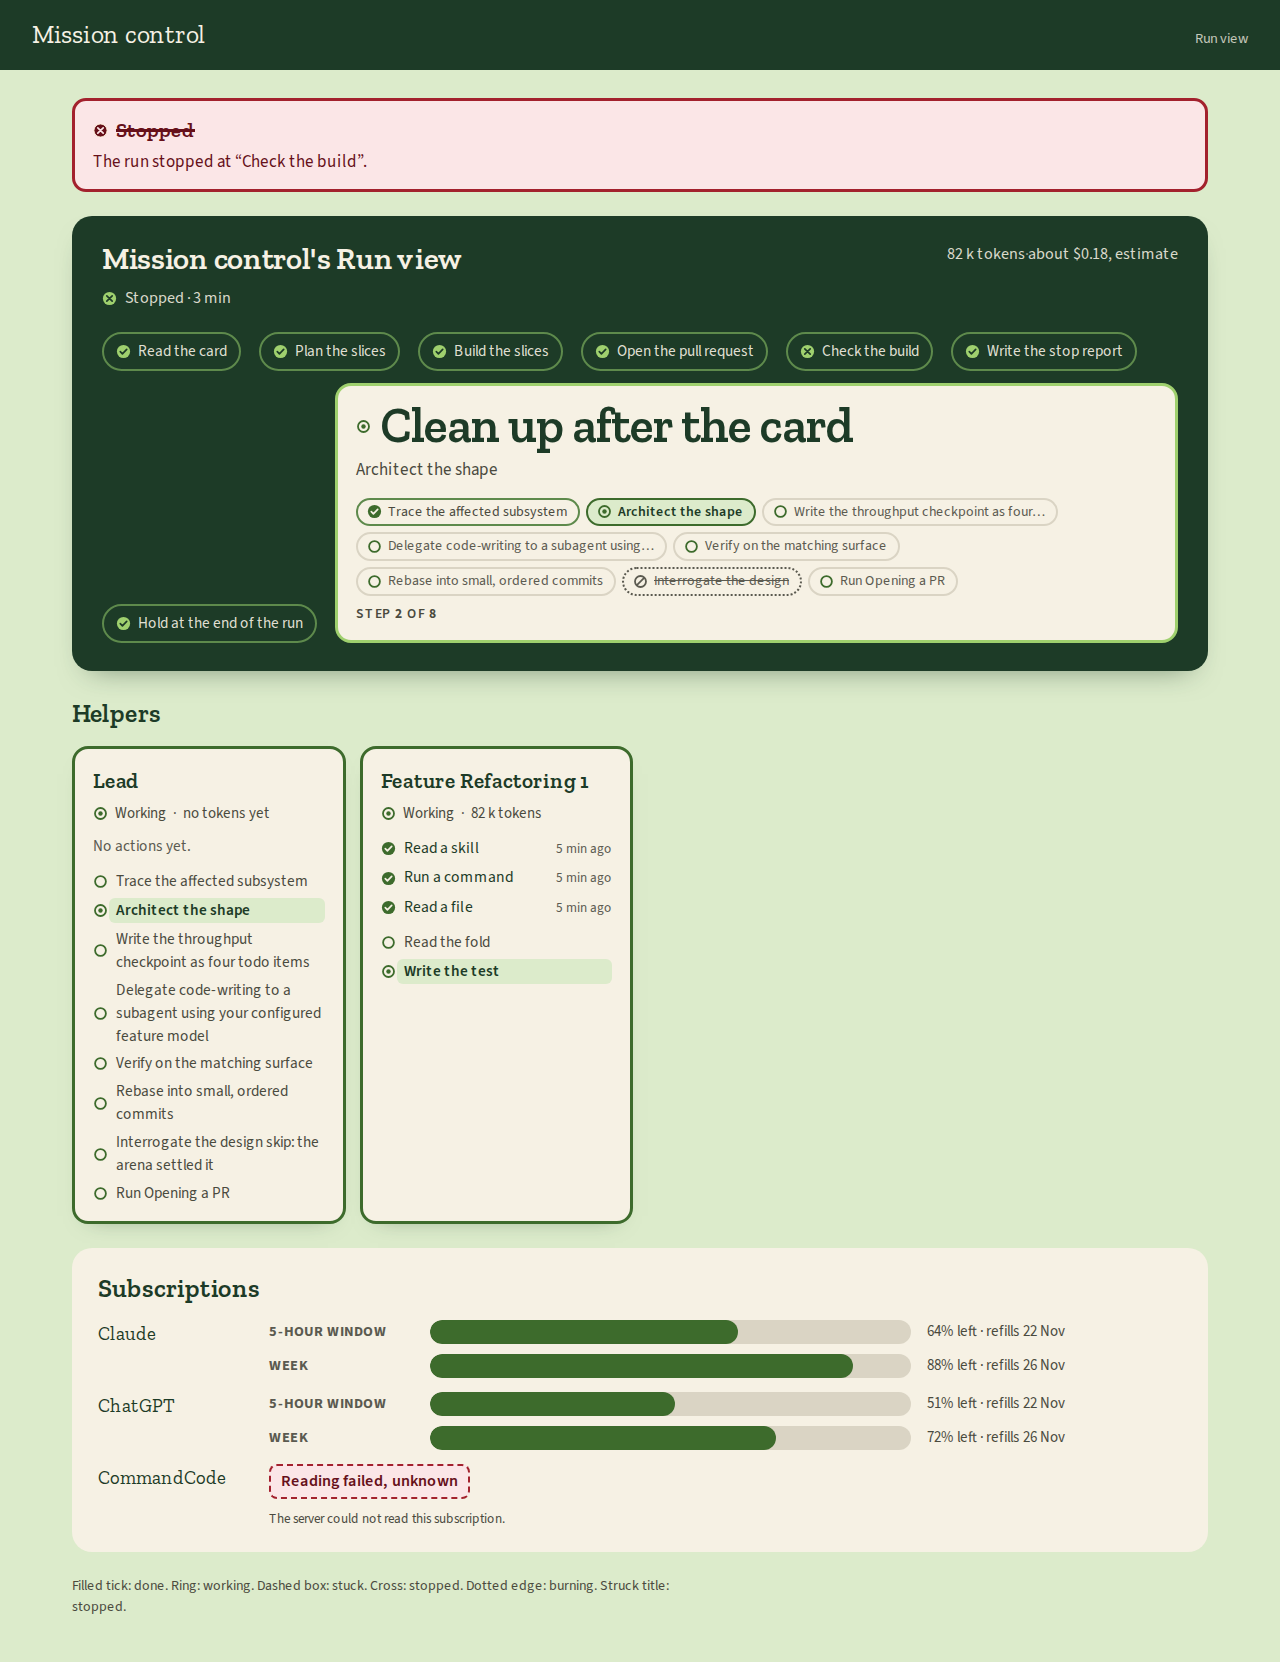 Mission control
Run view
Stopped
The run stopped at “Check the build”.
Mission control's Run view
82 k tokens·about $0.18, estimate
Stopped · 3 min
Read the card
Plan the slices
Build the slices
Open the pull request
Check the build
Write the stop report
Hold at the end of the run
Clean up after the card
Architect the shape
Trace the affected subsystem
Architect the shape
Write the throughput checkpoint as four…
Delegate code-writing to a subagent using…
Verify on the matching surface
Rebase into small, ordered commits
Interrogate the design
Run Opening a PR
STEP 2 OF 8
Helpers
Lead
Working · no tokens yet
No actions yet.
Trace the affected subsystem
Architect the shape
Write the throughput
checkpoint as four todo items
Delegate code-writing to a
subagent using your configured
feature model
Verify on the matching surface
Rebase into small, ordered
commits
Interrogate the design skip: the
arena settled it
Run Opening a PR
Feature Refactoring 1
Working · 82 k tokens
Read a skill 5 min ago
Run a command 5 min ago
Read a file 5 min ago
Read the fold
Write the test
Subscriptions
Claude
5-HOUR WINDOW
64% left · refills 22 Nov
WEEK
88% left · refills 26 Nov
ChatGPT
5-HOUR WINDOW
51% left · refills 22 Nov
WEEK
72% left · refills 26 Nov
CommandCode
Reading failed, unknown
The server could not read this subscription.
Filled tick: done. Ring: working. Dashed box: stuck. Cross: stopped. Dotted edge: burning. Struck title:
stopped.